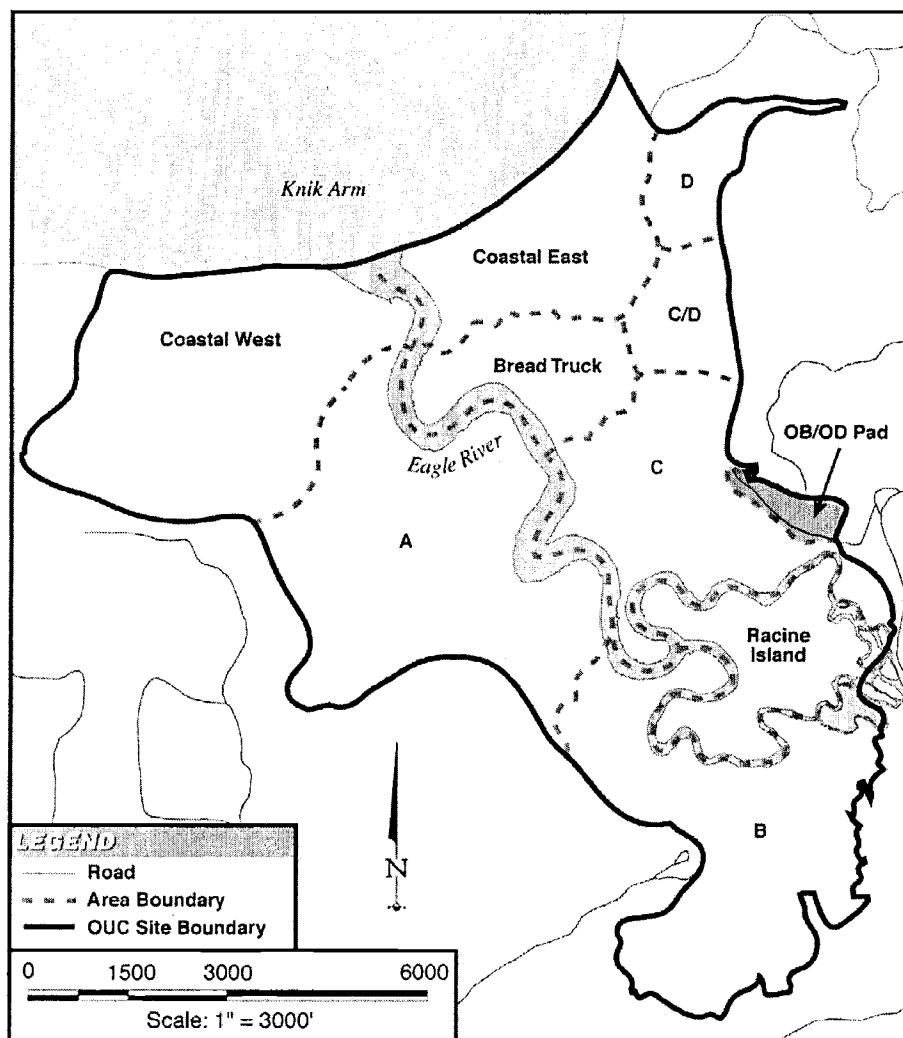 Knik Arm
D
Coastal East
C/D
Coastal West
Bread Truck
OB/OD Pad
Eagle River
C
A
Racine
Island
B
N
LEGEND
Road
Area Boundary
OUC Site Boundary
0 1500 3000 6000
Scale: 1" = 3000'